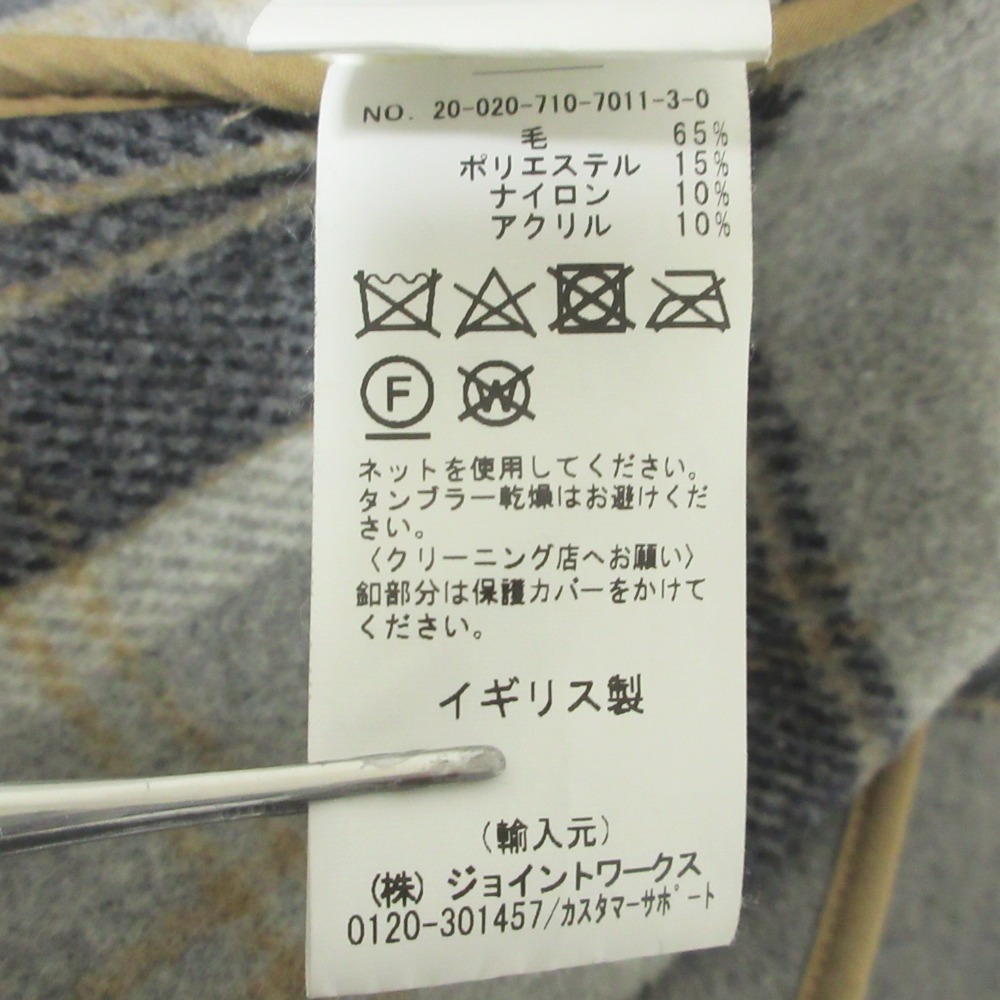 NO. 20-020-710-7011-3-0
毛 65%
ポリエステル 15%
ナイロン 10%
アクリル 10%
F W
ネットを使用してください。
タンブラー乾燥はお避けくだ
さい。
〈クリーニング店へお願い〉
釦部分は保護カバーをかけて
ください。
イギリス製
(輸入元)
(株) ジョイントワークス
0120-301457/カスタマーサポート